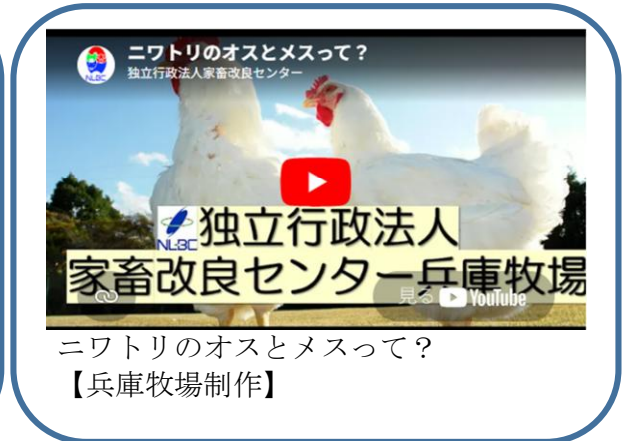 ニワトリのオスとメスって？
独立行政法人家畜改良センター
NLBC
NLBC
独立行政法人
家畜改良センター兵庫牧場
見る YouTube
ニワトリのオスとメスって？
【兵庫牧場制作】